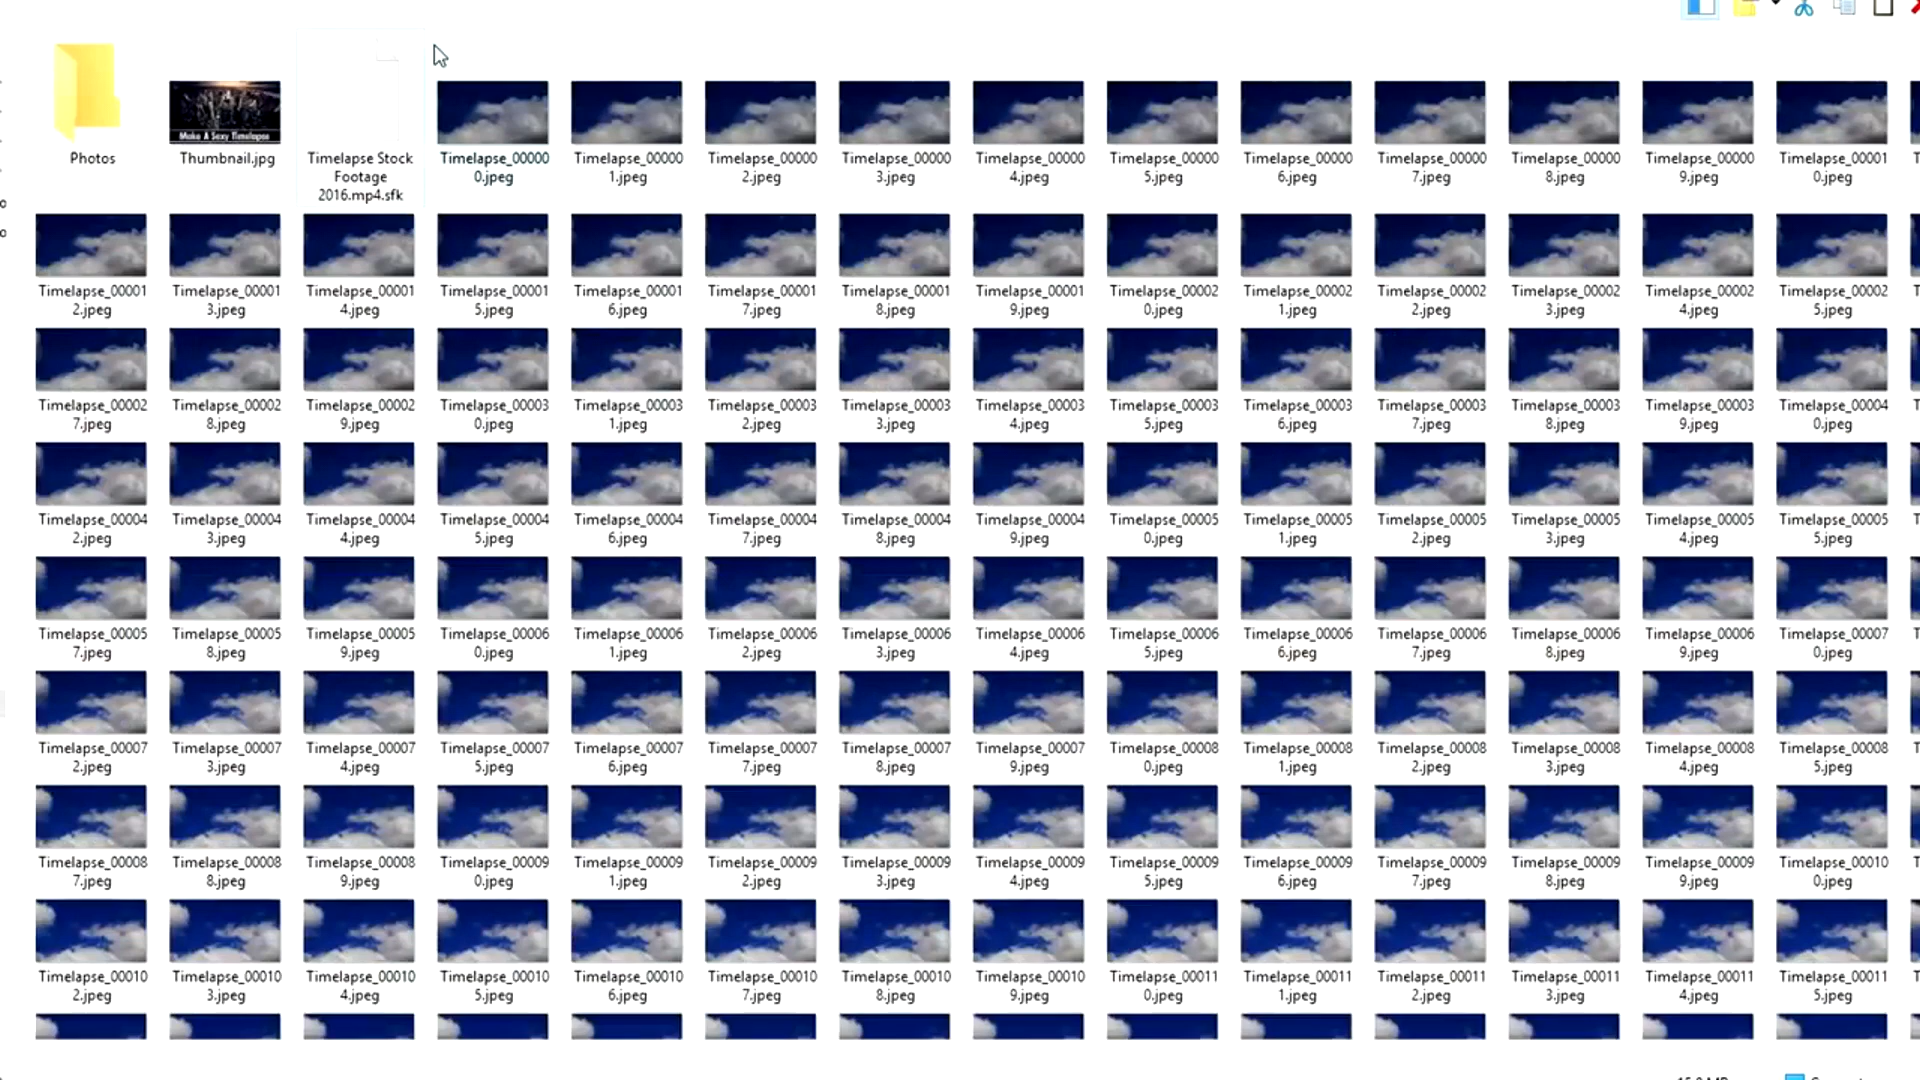 Make A Sexy Timelapse
Photos Thumbnail.jpg Timelapse Stock Timelapse_00000 Timelapse_00000 Timelapse_00000 Timelapse_00000 Timelapse_00000 Timelapse_00000 Timelapse_00000 Timelapse_00000 Timelapse_00000 Timelapse_00000 Timelapse_00001
Footage 0.jpeg 1.jpeg 2.jpeg 3.jpeg 4.jpeg 5.jpeg 6.jpeg 7.jpeg 8.jpeg 9.jpeg 0.jpeg
2016.mp4.sfk
Timelapse_00001 Timelapse_00001 Timelapse_00001 Timelapse_00001 Timelapse_00001 Timelapse_00001 Timelapse_00001 Timelapse_00001 Timelapse_00002 Timelapse_00002 Timelapse_00002 Timelapse_00002 Timelapse_00002 Timelapse_00002
2.jpeg 3.jpeg 4.jpeg 5.jpeg 6.jpeg 7.jpeg 8.jpeg 9.jpeg 0.jpeg 1.jpeg 2.jpeg 3.jpeg 4.jpeg 5.jpeg
Timelapse_00002 Timelapse_00002 Timelapse_00002 Timelapse_00003 Timelapse_00003 Timelapse_00003 Timelapse_00003 Timelapse_00003 Timelapse_00003 Timelapse_00003 Timelapse_00003 Timelapse_00003 Timelapse_00003 Timelapse_00004
7.jpeg 8.jpeg 9.jpeg 0.jpeg 1.jpeg 2.jpeg 3.jpeg 4.jpeg 5.jpeg 6.jpeg 7.jpeg 8.jpeg 9.jpeg 0.jpeg
Timelapse_00004 Timelapse_00004 Timelapse_00004 Timelapse_00004 Timelapse_00004 Timelapse_00004 Timelapse_00004 Timelapse_00004 Timelapse_00005 Timelapse_00005 Timelapse_00005 Timelapse_00005 Timelapse_00005 Timelapse_00005
2.jpeg 3.jpeg 4.jpeg 5.jpeg 6.jpeg 7.jpeg 8.jpeg 9.jpeg 0.jpeg 1.jpeg 2.jpeg 3.jpeg 4.jpeg 5.jpeg
Timelapse_00005 Timelapse_00005 Timelapse_00005 Timelapse_00006 Timelapse_00006 Timelapse_00006 Timelapse_00006 Timelapse_00006 Timelapse_00006 Timelapse_00006 Timelapse_00006 Timelapse_00006 Timelapse_00006 Timelapse_00007
7.jpeg 8.jpeg 9.jpeg 0.jpeg 1.jpeg 2.jpeg 3.jpeg 4.jpeg 5.jpeg 6.jpeg 7.jpeg 8.jpeg 9.jpeg 0.jpeg
Timelapse_00007 Timelapse_00007 Timelapse_00007 Timelapse_00007 Timelapse_00007 Timelapse_00007 Timelapse_00007 Timelapse_00007 Timelapse_00008 Timelapse_00008 Timelapse_00008 Timelapse_00008 Timelapse_00008 Timelapse_00008
2.jpeg 3.jpeg 4.jpeg 5.jpeg 6.jpeg 7.jpeg 8.jpeg 9.jpeg 0.jpeg 1.jpeg 2.jpeg 3.jpeg 4.jpeg 5.jpeg
Timelapse_00008 Timelapse_00008 Timelapse_00008 Timelapse_00009 Timelapse_00009 Timelapse_00009 Timelapse_00009 Timelapse_00009 Timelapse_00009 Timelapse_00009 Timelapse_00009 Timelapse_00009 Timelapse_00009 Timelapse_00010
7.jpeg 8.jpeg 9.jpeg 0.jpeg 1.jpeg 2.jpeg 3.jpeg 4.jpeg 5.jpeg 6.jpeg 7.jpeg 8.jpeg 9.jpeg 0.jpeg
Timelapse_00010 Timelapse_00010 Timelapse_00010 Timelapse_00010 Timelapse_00010 Timelapse_00010 Timelapse_00010 Timelapse_00010 Timelapse_00011 Timelapse_00011 Timelapse_00011 Timelapse_00011 Timelapse_00011 Timelapse_00011
2.jpeg 3.jpeg 4.jpeg 5.jpeg 6.jpeg 7.jpeg 8.jpeg 9.jpeg 0.jpeg 1.jpeg 2.jpeg 3.jpeg 4.jpeg 5.jpeg